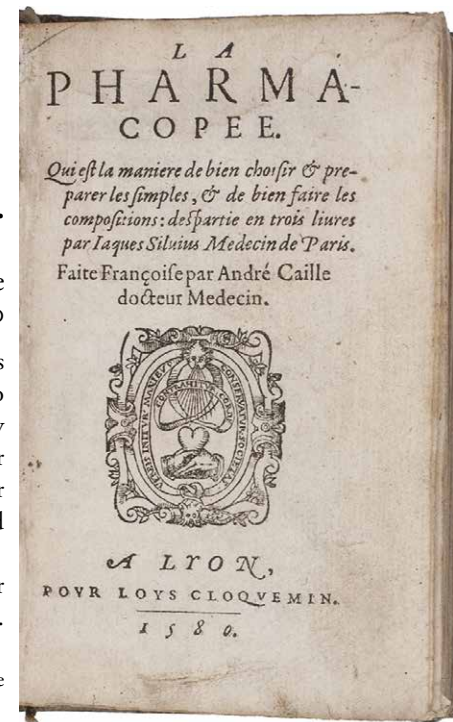 LA
PHARMA-
COPEE.
Qui eſt la maniere de bien choiſir & pre-
parer les ſimples, & de bien faire les
compoſitions: deſpartie en trois liures
par Iaques Siluius Medecin de Paris.
Faite Françoiſe par André Caille
docteur Medecin.
A LYON,
POVR LOYS CLOQVEMIN.
1580.